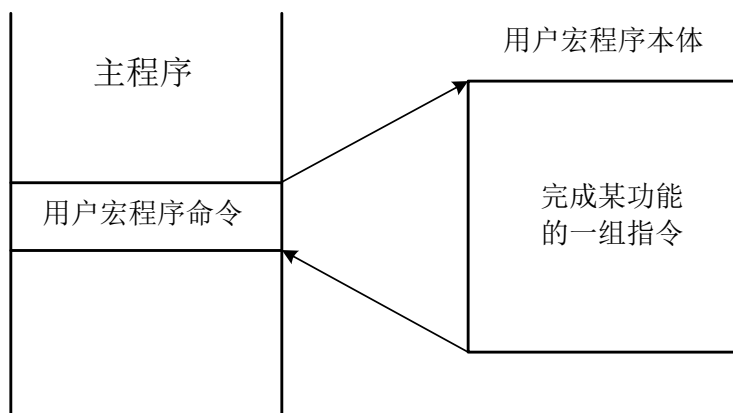 主程序
用户宏程序命令
用户宏程序本体
完成某功能
的一组指令